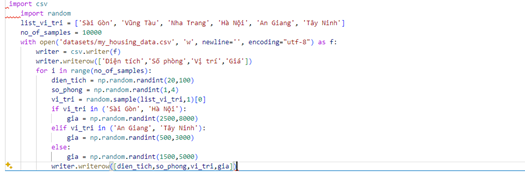 import csv
import random
list_vi_tri = ['Sài Gòn', 'Vũng Tàu', 'Nha Trang', 'Hà Nội', 'An Giang', 'Tây Ninh']
no_of_samples = 10000
with open('datasets/my_housing_data.csv', 'w', newline='', encoding="utf-8") as f:
    writer = csv.writer(f)
    writer.writerow(['Diện tích','Số phòng','Vị trí','Giá'])
    for i in range(no_of_samples):
        dien_tich = np.random.randint(20,100)
        so_phong = np.random.randint(1,4)
        vi_tri = random.sample(list_vi_tri,1)[0]
        if vi_tri in ('Sài Gòn', 'Hà Nội'):
            gia = np.random.randint(2500,8000)
        elif vi_tri in ('An Giang', 'Tây Ninh'):
            gia = np.random.randint(500,3000)
        else:
            gia = np.random.randint(1500,5000)
        writer.writerow([dien_tich,so_phong,vi_tri,gia])